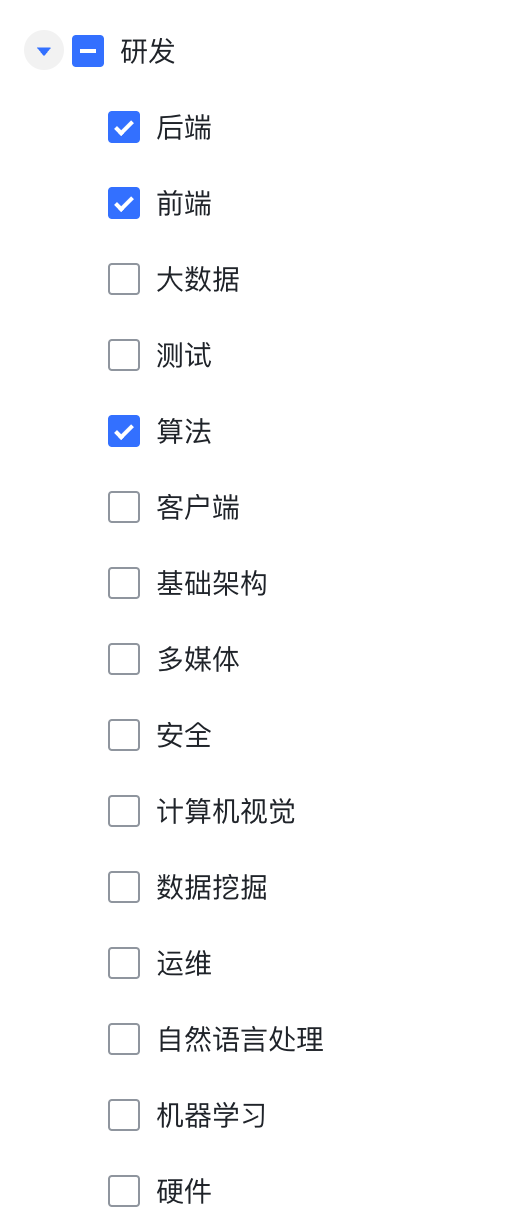 研发
后端
前端
大数据
测试
算法
客户端
基础架构
多媒体
安全
计算机视觉
数据挖掘
运维
自然语言处理
机器学习
硬件